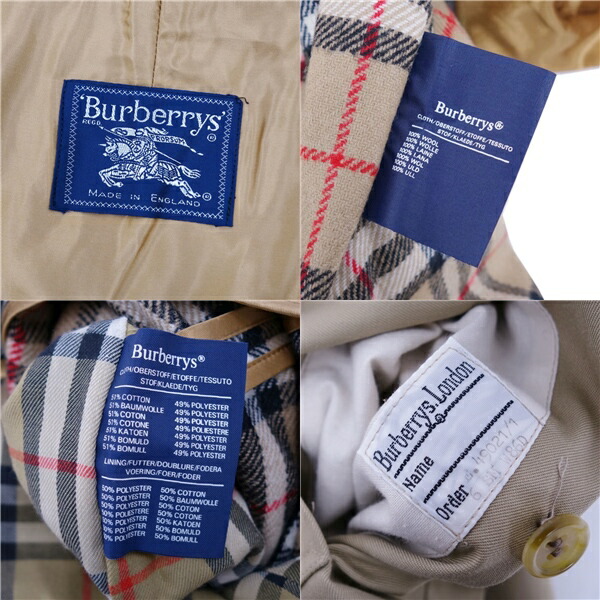 'Burberrys'
REGD.
PRORSUM
MADE IN ENGLAND
Burberrys®
CLOTH/OBERSTOFF/ETOFFE/TESSUTO
STOF/KLAEDE/TYG
100% WOOL
100% WOLLE
100% LAINE
100% LANA
100% WOL
100% ULD
100% ULL
Burberrys®
CLOTH/OBERSTOFF/ETOFFE/TESSUTO
STOF/KLAEDE/TYG
51% COTTON 49% POLYESTER
51% BAUMWOLLE 49% POLYESTER
51% COTON 49% POLYESTER
51% COTONE 49% POLIESTERE
51% KATOEN 49% POLYESTER
51% BOMULD 49% POLYESTER
51% BOMULL 49% POLYESTER
LINING/FUTTER/DOUBLURE/FODERA
VOERING/FOER/FODER
50% POLYESTER 50% COTTON
50% POLYESTER 50% BAUMWOLLE
50% POLYESTER 50% COTON
50% POLIESTERE 50% COTONE
50% POLYESTER 50% KATOEN
50% POLYESTER 50% BOMULD
50% POLYESTER 50% BOMULL
Burberrys. London
Name
Order